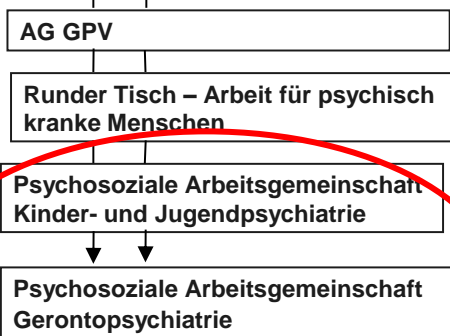 AG GPV
Runder Tisch – Arbeit für psychisch
kranke Menschen
Psychosoziale Arbeitsgemeinschaft
Kinder- und Jugendpsychiatrie
Psychosoziale Arbeitsgemeinschaft
Gerontopsychiatrie